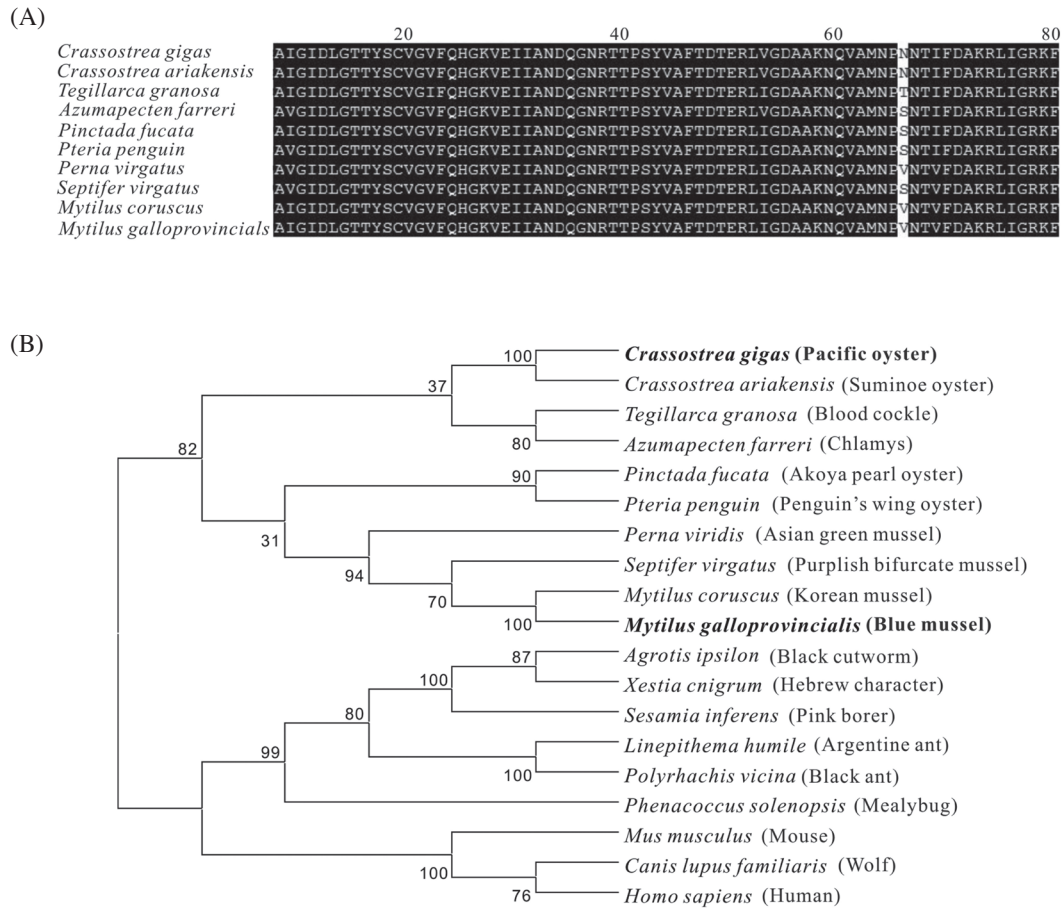 (A)
20 40 60 80
Crassostrea gigas AIGIDLGTTYSCVGVFQHGKVEIIANDQGNRTTPSYVAFTDTERLVGDAAKNQVAMNPNNTIFDAKRLIGRKF
Crassostrea ariakensis AIGIDLGTTYSCVGVFQHGKVEIIANDQGNRTTPSYVAFTDTERLVGDAAKNQVAMNPNNTIFDAKRLIGRKF
Tegillarca granosa AIGIDLGTTYSCVGIFQHGKVEIIANDQGNRTTPSYVAFTDTERLIGDAAKNQVAMNPTNTIFDAKRLIGRKF
Azumapecten farreri AVGIDLGTTYSCVGVFQHGKVEIIANDQGNRTTPSYVAFTDTERLIGDAAKNQVAMNPSNTIFDAKRLIGRKF
Pinctada fucata AIGIDLGTTYSCVGVFQHGKVEIIANDQGNRTTPSYVAFTDTERLIGDAAKNQVAMNPSNTIFDAKRLIGRKF
Pteria penguin AVGIDLGTTYSCVGVFQHGKVEIIANDQGNRTTPSYVAFTDTERLIGDAAKNQVAMNPSNTIFDAKRLIGRKF
Perna virgatus AVGIDLGTTYSCVGVFQHGKVEIIANDQGNRTTPSYVAFTDTERLIGDAAKNQVAMNPVNTIFDAKRLIGRKF
Septifer virgatus AVGIDLGTTYSCVGVFQHGKVEIIANDQGNRTTPSYVAFTDTERLIGDAAKNQVAMNPSNTVFDAKRLIGRKF
Mytilus coruscus AIGIDLGTTYSCVGVFQHGKVEIIANDQGNRTTPSYVAFTDTERLIGDAAKNQVAMNPVNTVFDAKRLIGRKF
Mytilus galloprovincials AIGIDLGTTYSCVGVFQHGKVEIIANDQGNRTTPSYVAFTDTERLIGDAAKNQVAMNPVNTVFDAKRLIGRKF
(B)
100 Crassostrea gigas (Pacific oyster)
37 Crassostrea ariakensis (Suminoe oyster)
Tegillarca granosa (Blood cockle)
82 80 Azumapecten farreri (Chlamys)
90 Pinctada fucata (Akoya pearl oyster)
Pteria penguin (Penguin's wing oyster)
31 Perna viridis (Asian green mussel)
94 Septifer virgatus (Purplish bifurcate mussel)
70 Mytilus coruscus (Korean mussel)
100 Mytilus galloprovincialis (Blue mussel)
87 Agrotis ipsilon (Black cutworm)
100 Xestia cnigrum (Hebrew character)
80 Sesamia inferens (Pink borer)
99 Linepithema humile (Argentine ant)
100 Polyrhachis vicina (Black ant)
Phenacoccus solenopsis (Mealybug)
Mus musculus (Mouse)
100 Canis lupus familiaris (Wolf)
76 Homo sapiens (Human)